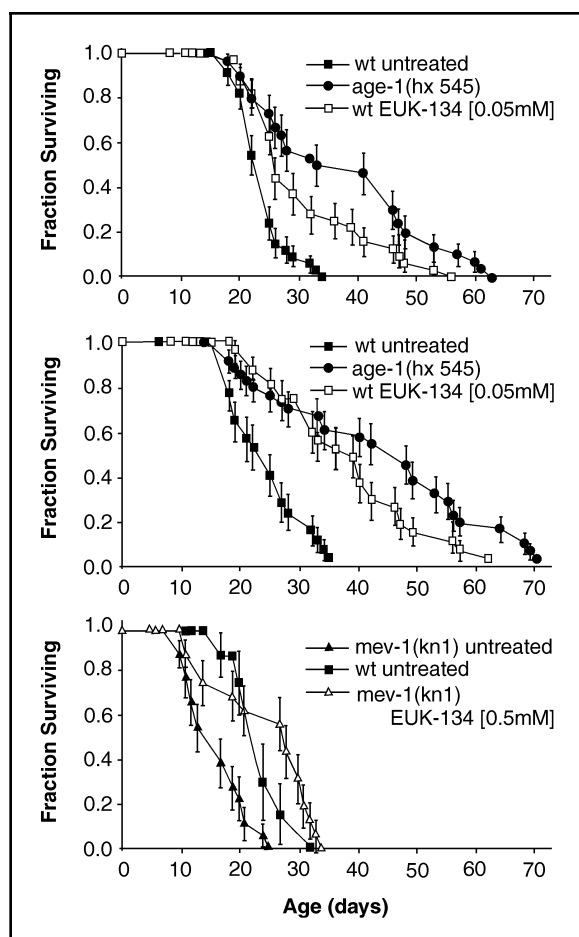 Fraction Surviving
1.0
0.8
0.6
0.4
0.2
0.0
wt untreated
age-1(hx 545)
wt EUK-134 [0.05mM]
0 10 20 30 40 50 60 70
Fraction Surviving
1.0
0.8
0.6
0.4
0.2
0.0
wt untreated
age-1(hx 545)
wt EUK-134 [0.05mM]
0 10 20 30 40 50 60 70
Fraction Surviving
1.0
0.8
0.6
0.4
0.2
0.0
mev-1(kn1) untreated
wt untreated
mev-1(kn1)
EUK-134 [0.5mM]
0 10 20 30 40 50 60 70
Age (days)